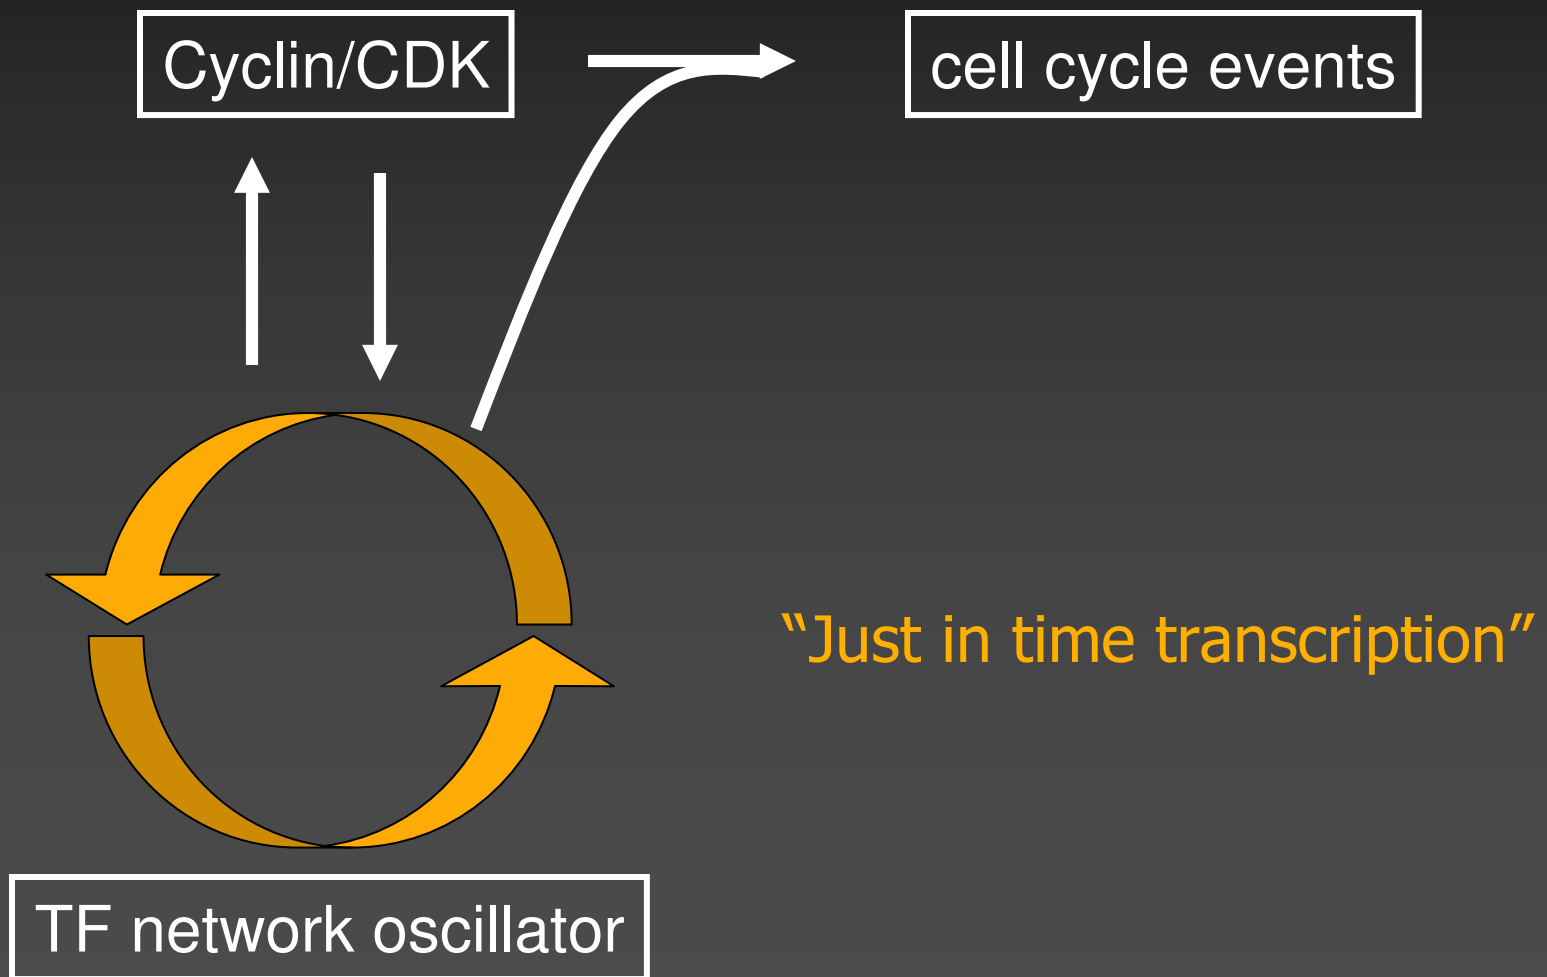 Cyclin/CDK
cell cycle events
“Just in time transcription”
TF network oscillator